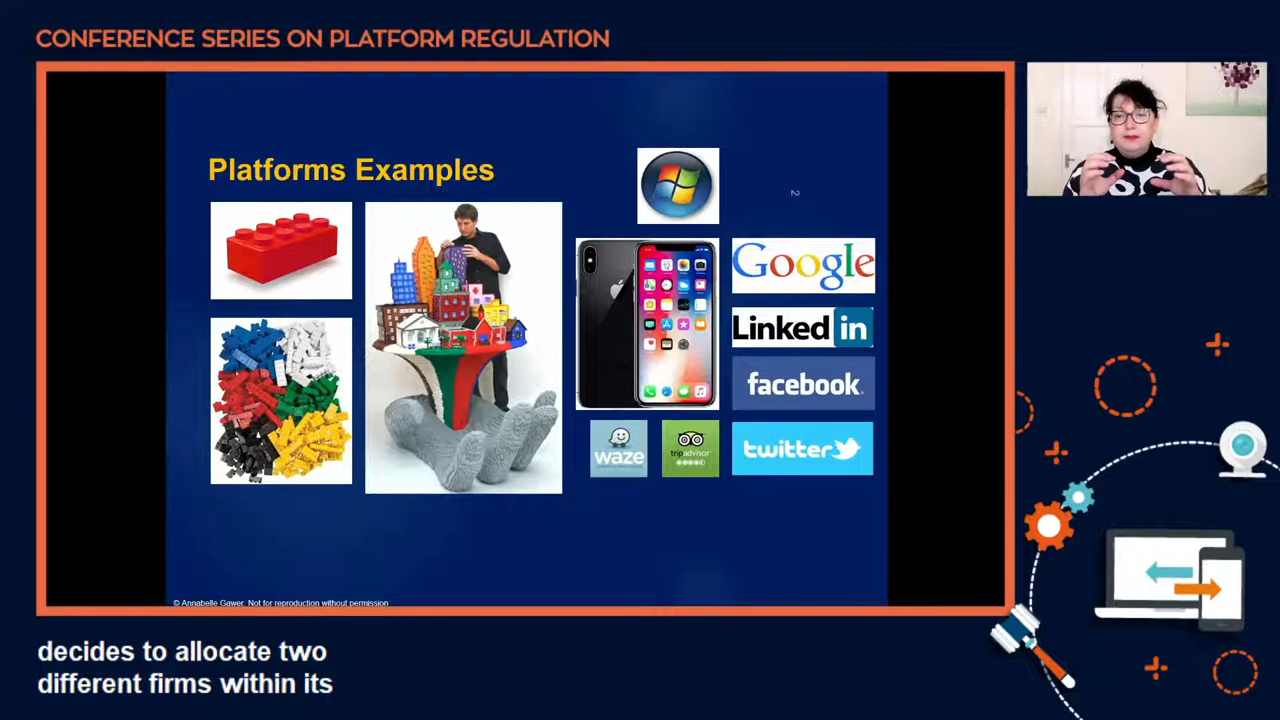 CONFERENCE SERIES ON PLATFORM REGULATION
Platforms Examples
2
Google
Linked in
facebook
waze
tripadvisor
twitter
© Annabelle Gawer. Not for reproduction without permission
decides to allocate two
different firms within its